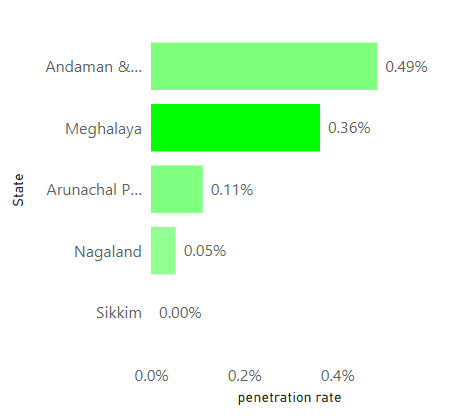 Andaman &... 0.49%
Meghalaya 0.36%
Arunachal P... 0.11%
Nagaland 0.05%
Sikkim 0.00%
State
0.0% 0.2% 0.4%
penetration rate